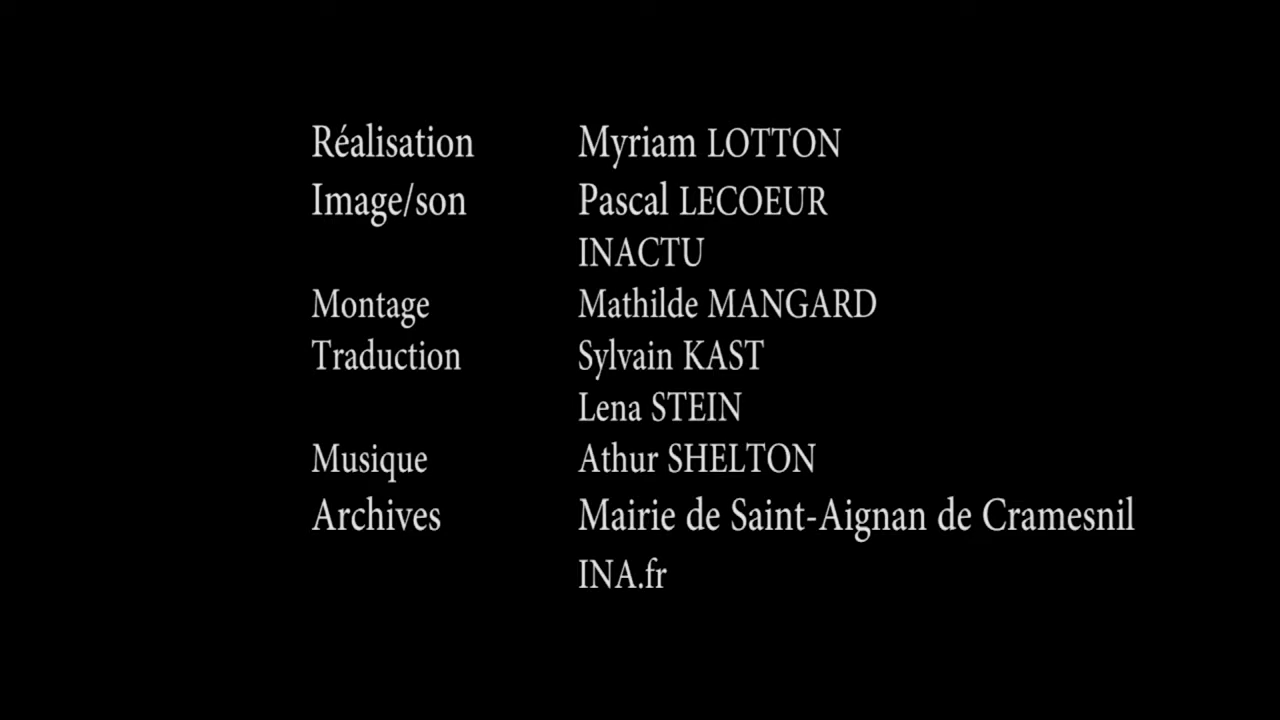 Réalisation Myriam LOTTON
Image/son Pascal LECOEUR
INACTU
Montage Mathilde MANGARD
Traduction Sylvain KAST
Lena STEIN
Musique Athur SHELTON
Archives Mairie de Saint-Aignan de Cramesnil
INA.fr